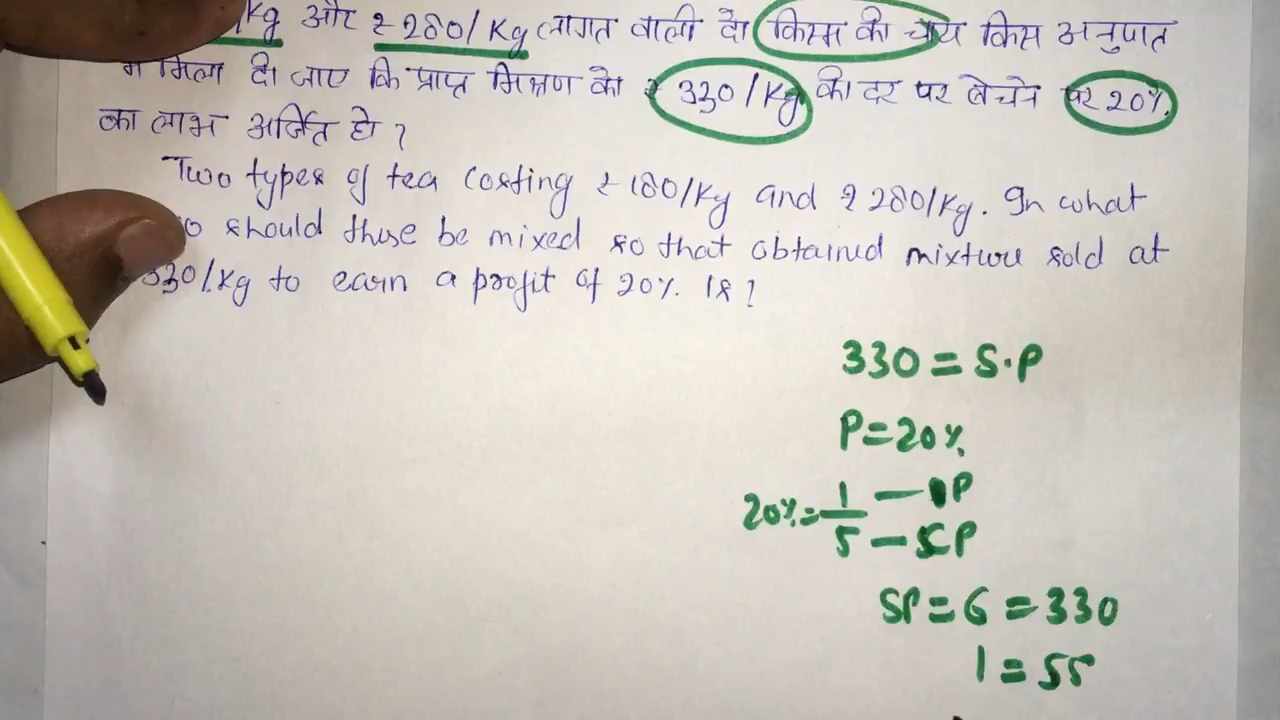 Kg और ₹ 280/Kg लागत वाली दो किस्म की चाय किस अनुपात
में मिला दी जाए कि प्राप्त मिश्रण को ₹ 330/Kg की दर पर बेचने पर 20%
का लाभ अर्जित हो ?
Two types of tea costing ₹ 180/Kg and ₹ 280/Kg. In what
o should these be mixed so that obtained mixture sold at
330/Kg to earn a profit of 20%. Is ?
330 = S.P
P=20%
20%= 1/5 — P
— CP
SP = 6 = 330
1 = 55